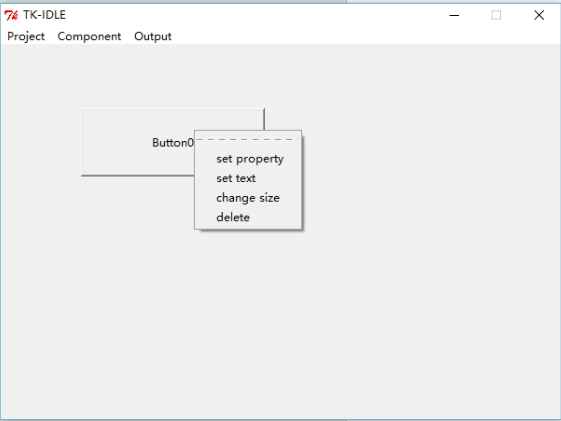 TK-IDLE
Project Component Output
Button0
set property
set text
change size
delete